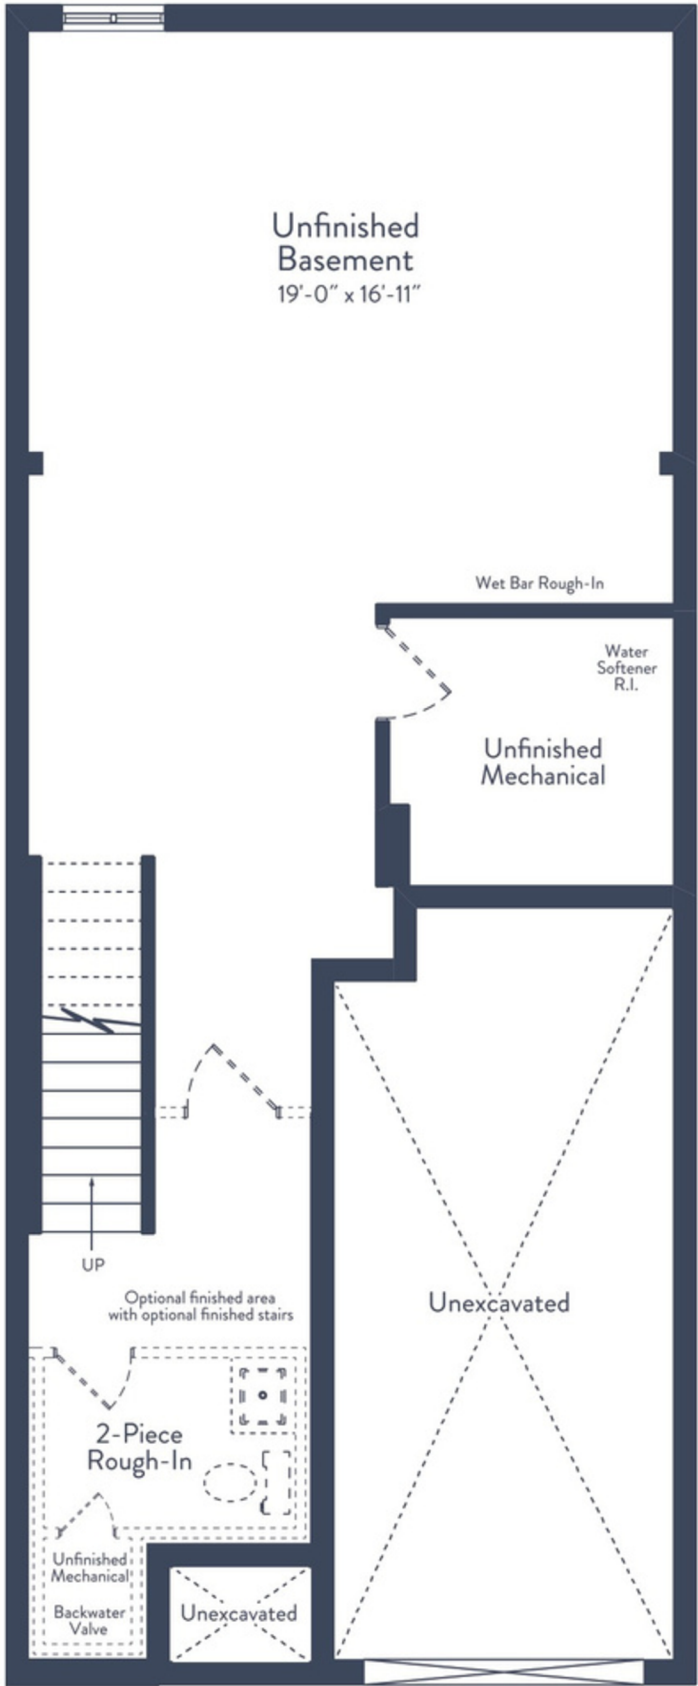 Unfinished
Basement
19'-0" x 16'-11"
Wet Bar Rough-In
Water
Softener
R.I.
Unfinished
Mechanical
UP
Optional finished area
with optional finished stairs
Unexcavated
2-Piece
Rough-In
Unfinished
Mechanical
Backwater
Valve
Unexcavated